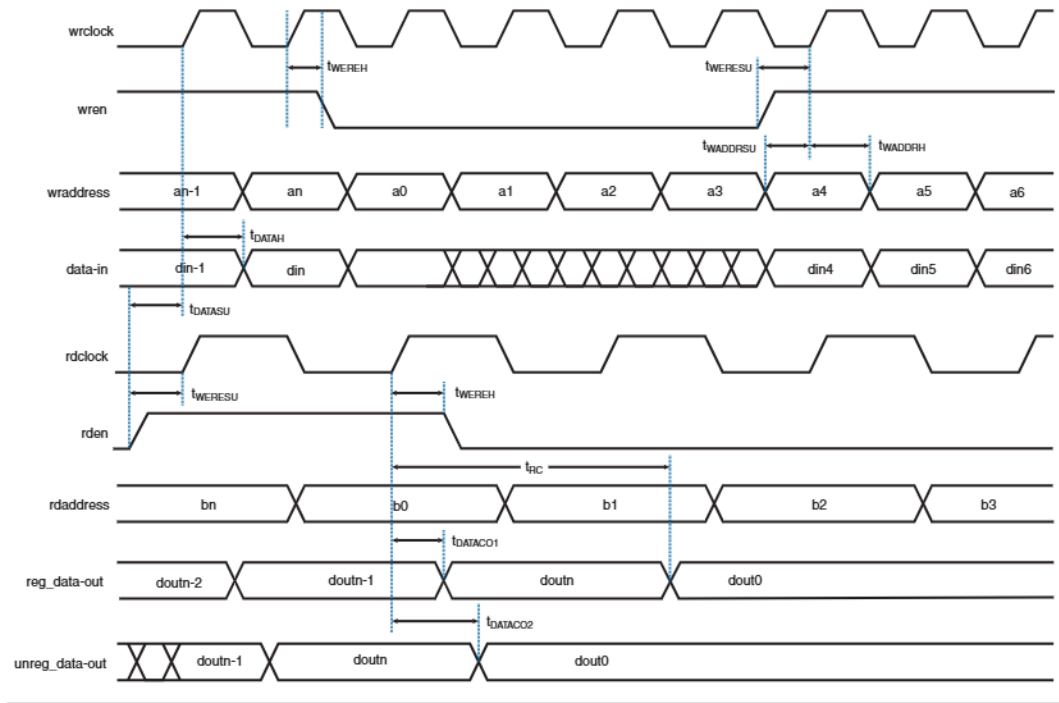 wrclock
tWEREH
tWERESU
wren
tWADDRSU tWADDRH
wraddress an-1 an a0 a1 a2 a3 a4 a5 a6
tDATAH
data-in din-1 din din4 din5 din6
tDATASU
rdclock
tWERESU tWEREH
rden
tRC
rdaddress bn b0 b1 b2 b3
tDATACO1
reg_data-out doutn-2 doutn-1 doutn dout0
tDATACO2
unreg_data-out doutn-1 doutn dout0